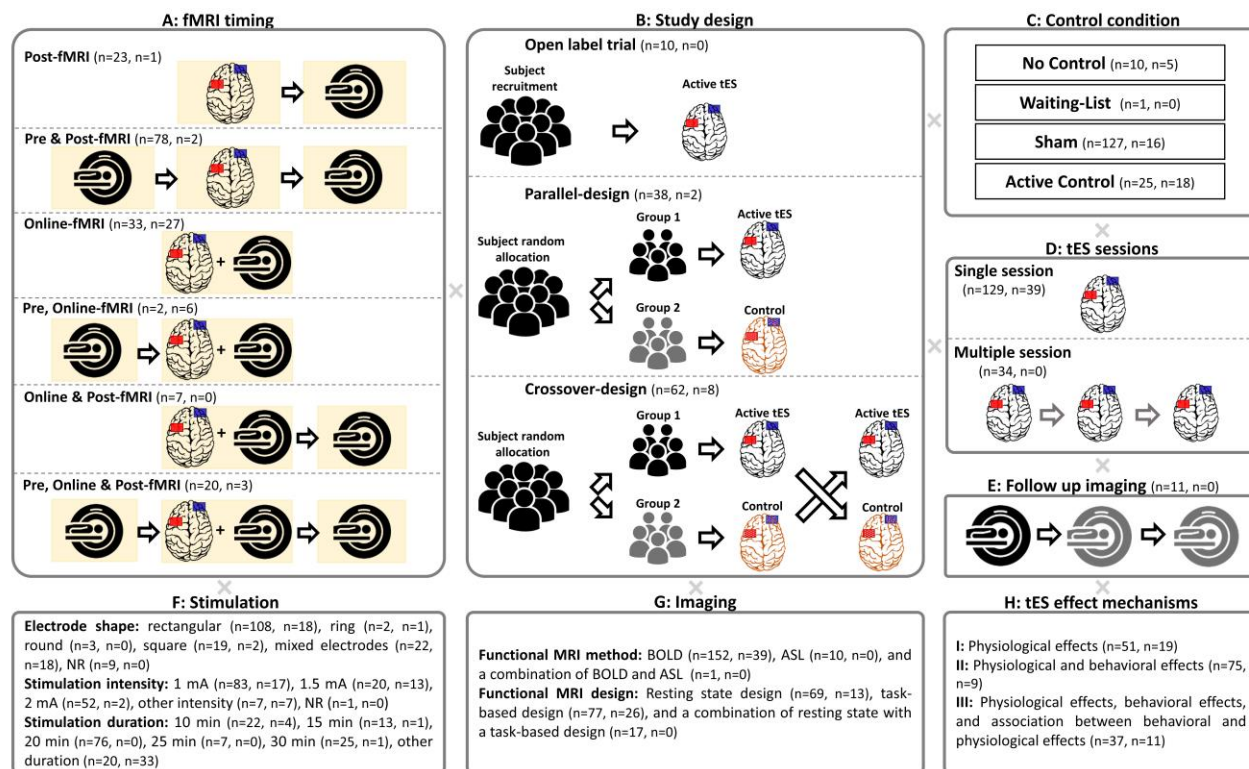 A: fMRI timing
Post-fMRI (n=23, n=1)
Pre & Post-fMRI (n=78, n=2)
Online-fMRI (n=33, n=27)
+
Pre, Online-fMRI (n=2, n=6)
+
Online & Post-fMRI (n=7, n=0)
+
Pre, Online & Post-fMRI (n=20, n=3)
+
B: Study design
Open label trial (n=10, n=0)
Subject
recruitment
Active tES
Parallel-design (n=38, n=2)
Group 1
Active tES
Subject random
allocation
Group 2
Control
Crossover-design (n=62, n=8)
Group 1
Active tES
Active tES
Subject random
allocation
Group 2
Control
Control
C: Control condition
No Control (n=10, n=5)
Waiting-List (n=1, n=0)
Sham (n=127, n=16)
Active Control (n=25, n=18)
D: tES sessions
Single session
(n=129, n=39)
Multiple session
(n=34, n=0)
E: Follow up imaging (n=11, n=0)
F: Stimulation
Electrode shape: rectangular (n=108, n=18), ring (n=2, n=1),
round (n=3, n=0), square (n=19, n=2), mixed electrodes (n=22,
n=18), NR (n=9, n=0)
Stimulation intensity: 1 mA (n=83, n=17), 1.5 mA (n=20, n=13),
2 mA (n=52, n=2), other intensity (n=7, n=7), NR (n=1, n=0)
Stimulation duration: 10 min (n=22, n=4), 15 min (n=13, n=1),
20 min (n=76, n=0), 25 min (n=7, n=0), 30 min (n=25, n=1), other
duration (n=20, n=33)
G: Imaging
Functional MRI method: BOLD (n=152, n=39), ASL (n=10, n=0), and
a combination of BOLD and ASL (n=1, n=0)
Functional MRI design: Resting state design (n=69, n=13), task-
based design (n=77, n=26), and a combination of resting state with
a task-based design (n=17, n=0)
H: tES effect mechanisms
I: Physiological effects (n=51, n=19)
II: Physiological and behavioral effects (n=75,
n=9)
III: Physiological effects, behavioral effects,
and association between behavioral and
physiological effects (n=37, n=11)